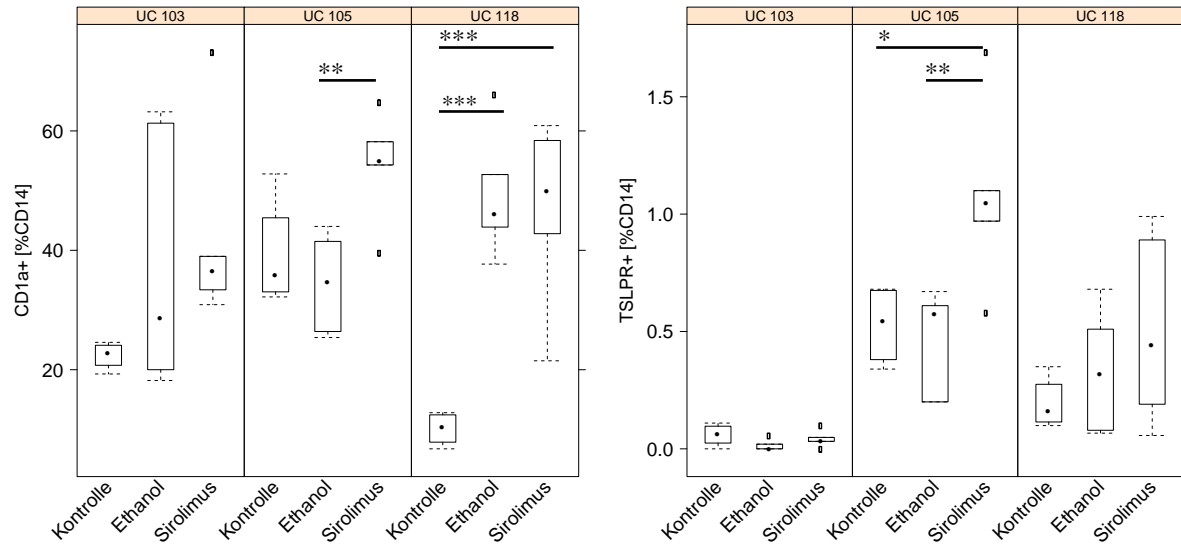 UC 103 UC 105 UC 118
CD1a+ [%CD14]
60
40
20
***
**
***
Kontrolle Ethanol Sirolimus Kontrolle Ethanol Sirolimus Kontrolle Ethanol Sirolimus
UC 103 UC 105 UC 118
TSLPR+ [%CD14]
1.5
1.0
0.5
0.0
*
**
Kontrolle Ethanol Sirolimus Kontrolle Ethanol Sirolimus Kontrolle Ethanol Sirolimus